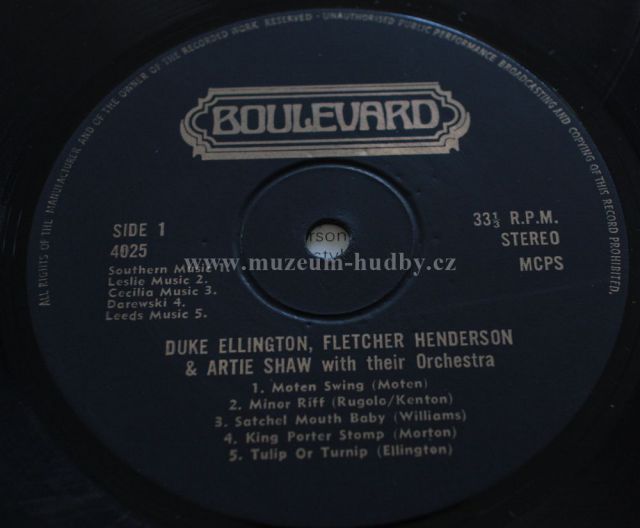 ALL RIGHTS OF THE MANUFACTURER AND OF THE OWNER OF THE RECORDED WORK RESERVED - UNAUTHORISED PUBLIC PERFORMANCE BROADCASTING AND COPYING OF THIS RECORD PROHIBITED.
BOULEVARD
SIDE 1
4025
Southern Music 1.
Leslie Music 2.
Cecilia Music 3.
Darewski 4.
Leeds Music 5.
33⅓ R.P.M.
STEREO
MCPS
erson
style
www.muzeum-hudby.cz
DUKE ELLINGTON, FLETCHER HENDERSON
& ARTIE SHAW with their Orchestra
1. Moten Swing (Moten)
2. Minor Riff (Rugolo/Kenton)
3. Satchel Mouth Baby (Williams)
4. King Porter Stomp (Morton)
5. Tulip Or Turnip (Ellington)